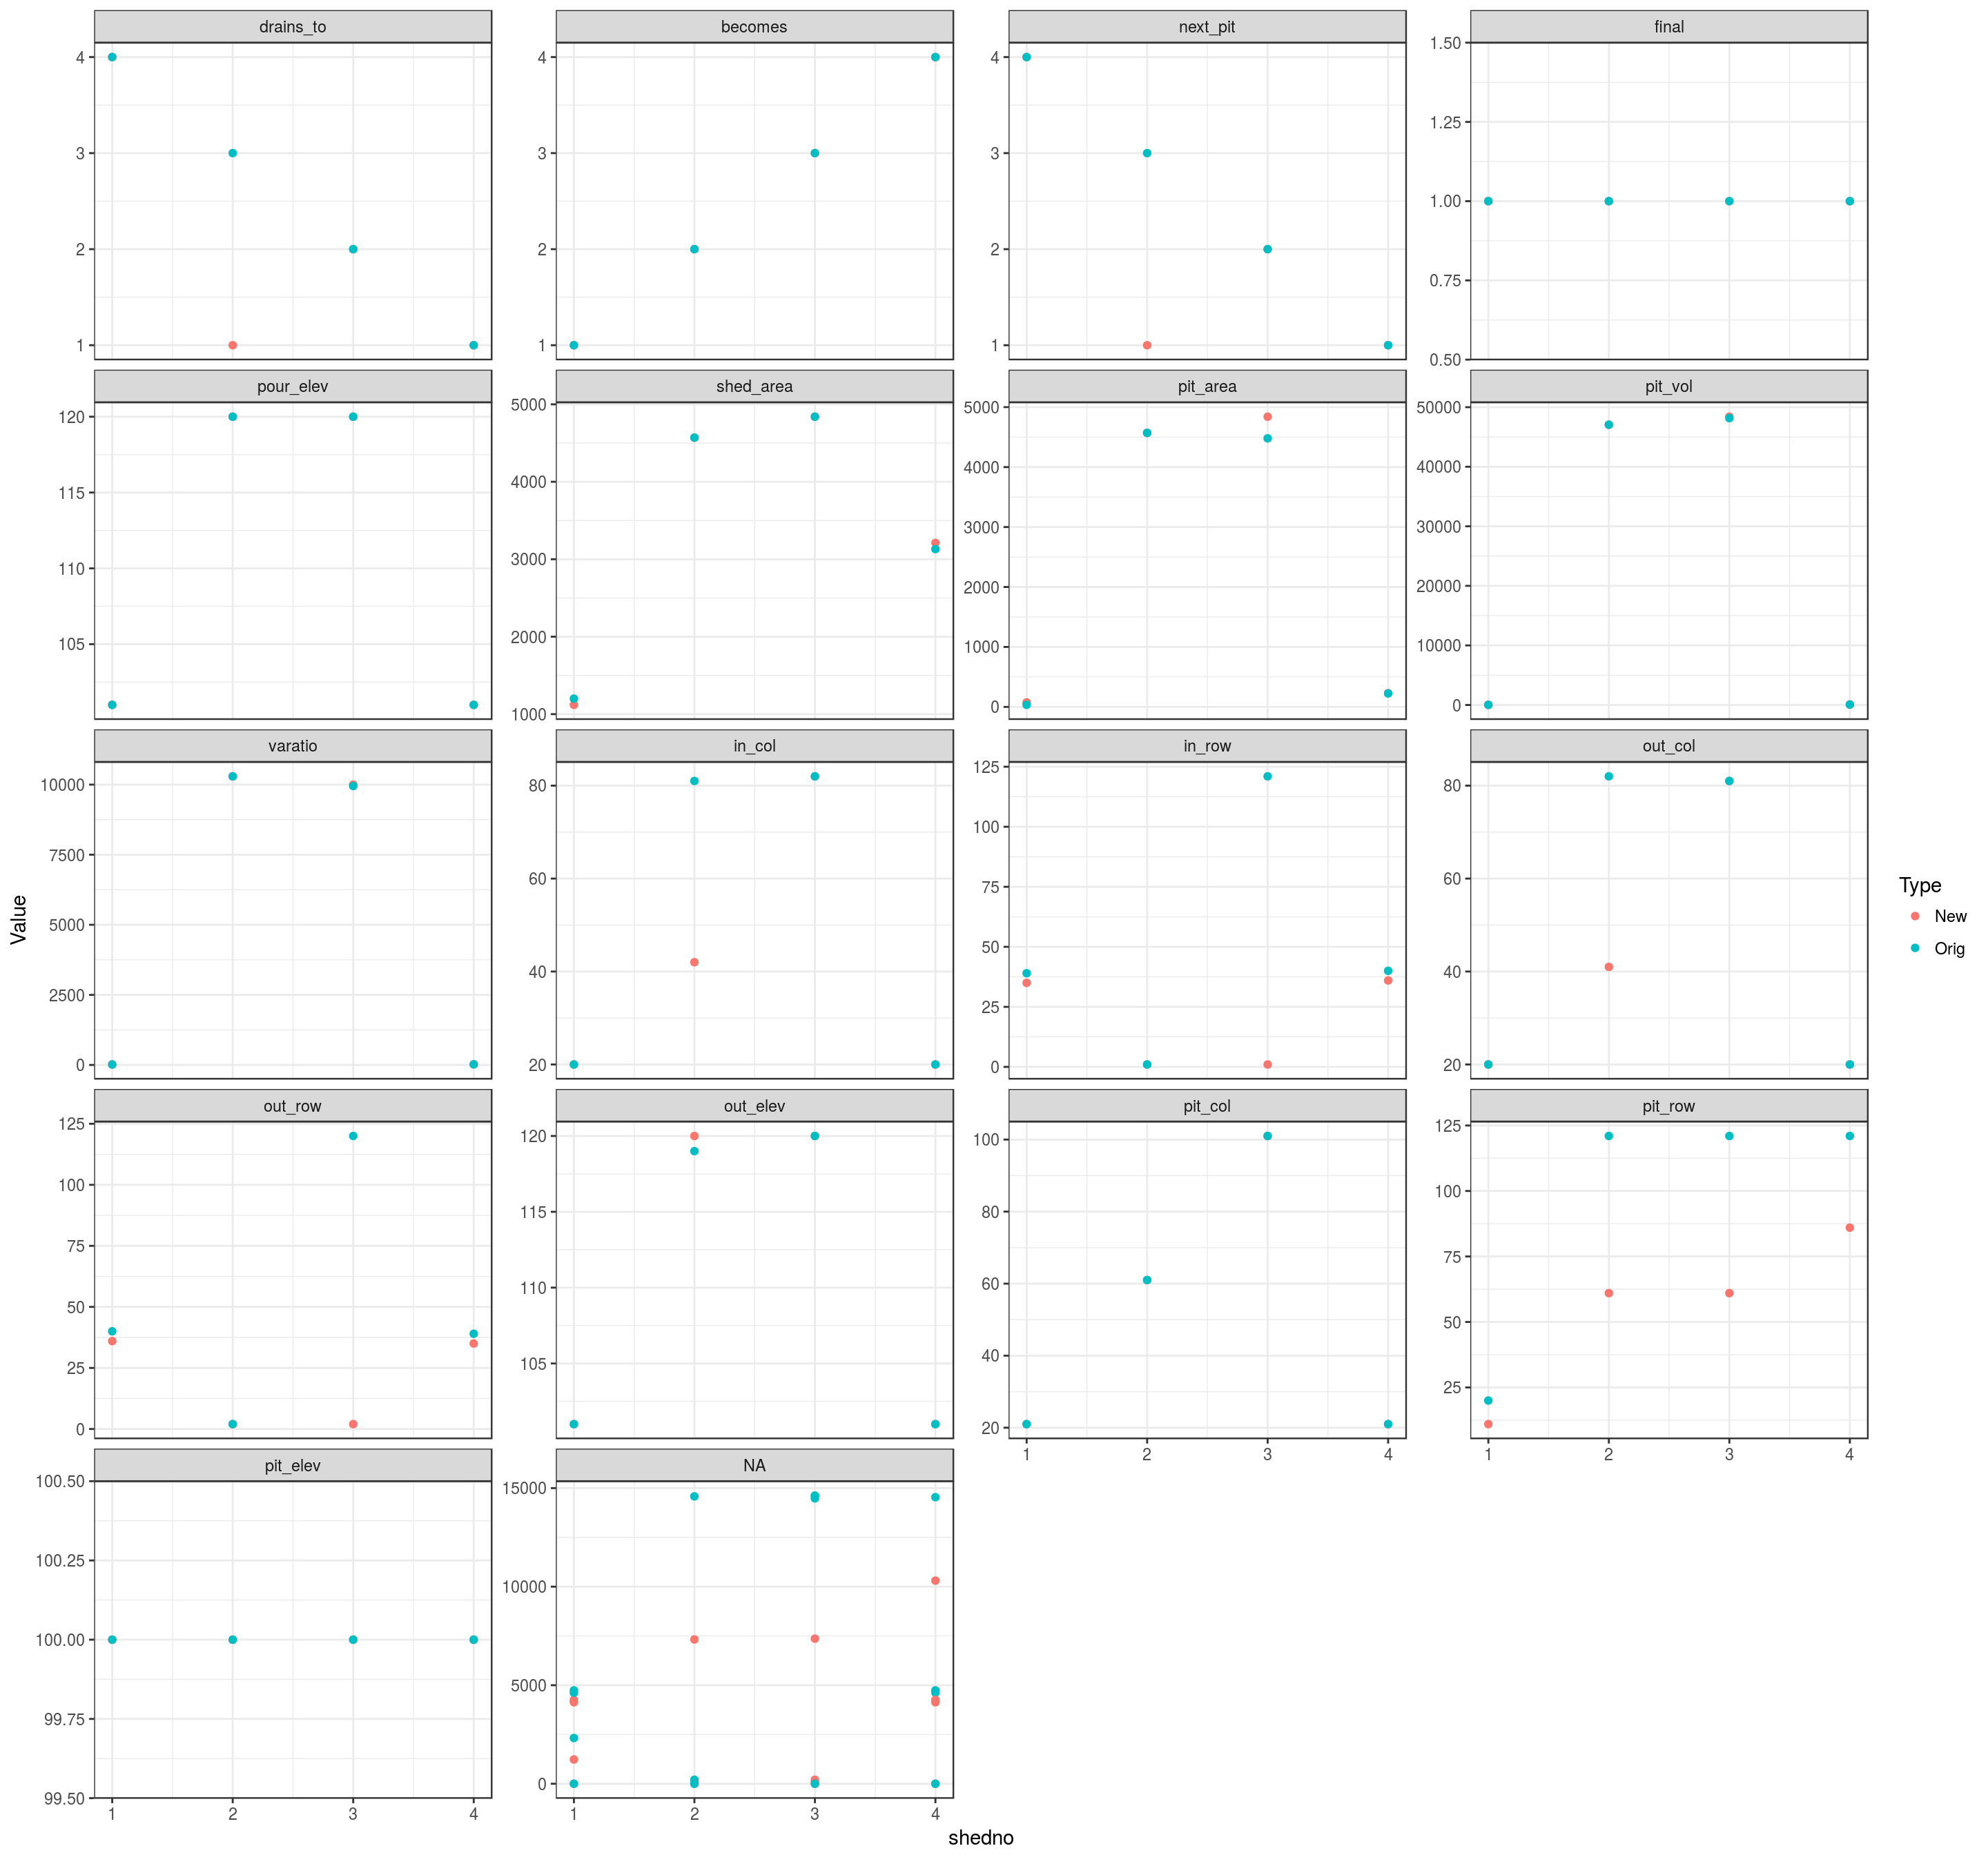 drains_to becomes next_pit final
4 3 2 1
4 3 2 1
4 3 2 1
1.50 1.25 1.00 0.75 0.50
pour_elev shed_area pit_area pit_vol
120 115 110 105
5000 4000 3000 2000 1000
5000 4000 3000 2000 1000 0
50000 40000 30000 20000 10000 0
varatio in_col in_row out_col
10000 7500 5000 2500 0
80 60 40 20
125 100 75 50 25 0
80 60 40 20
out_row out_elev pit_col pit_row
125 100 75 50 25 0
120 115 110 105
100 80 60 40 20
125 100 75 50 25
1 2 3 4
1 2 3 4
pit_elev NA
100.50 100.25 100.00 99.75 99.50
15000 10000 5000 0
1 2 3 4
1 2 3 4
shedno
Value
Type
New
Orig